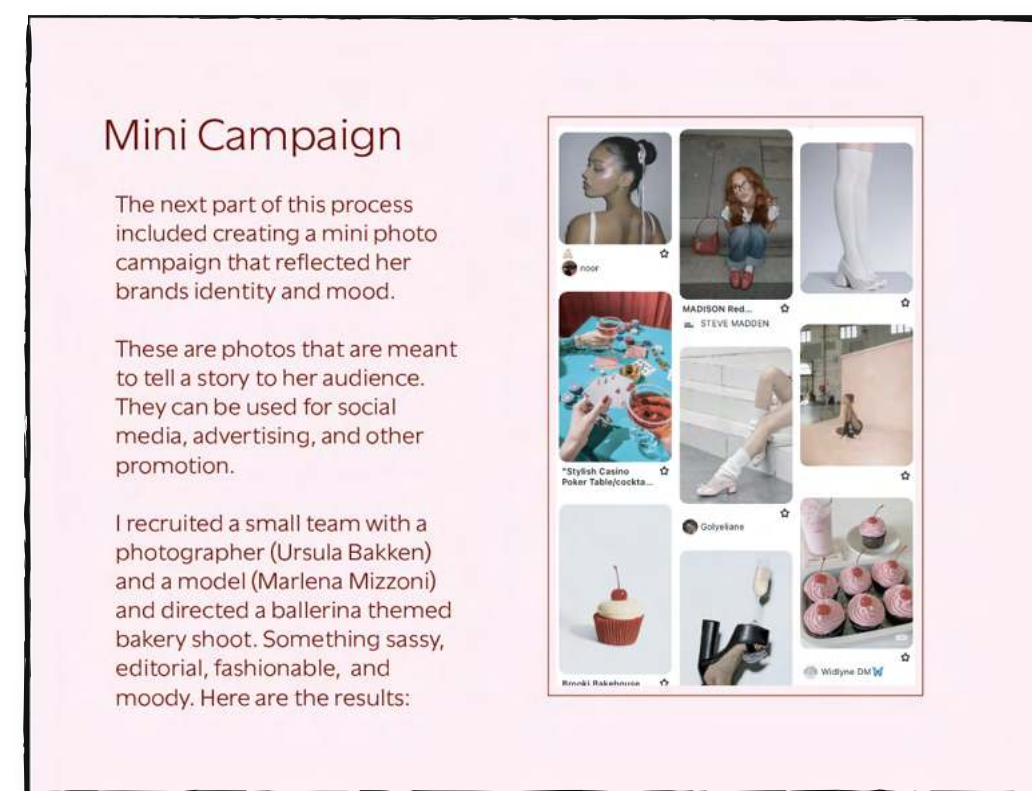 Mini Campaign
The next part of this process
included creating a mini photo
campaign that reflected her
brands identity and mood.
These are photos that are meant
to tell a story to her audience.
They can be used for social
media, advertising, and other
promotion.
I recruited a small team with a
photographer (Ursula Bakken)
and a model (Marlena Mizzoni)
and directed a ballerina themed
bakery shoot. Something sassy,
editorial, fashionable, and
moody. Here are the results:
noor
"Stylish Casino
Poker Table/cockta...
Brooki Bakehouse
MADISON Red...
STEVE MADDEN
Golyeliane
Widlyne DM🦋